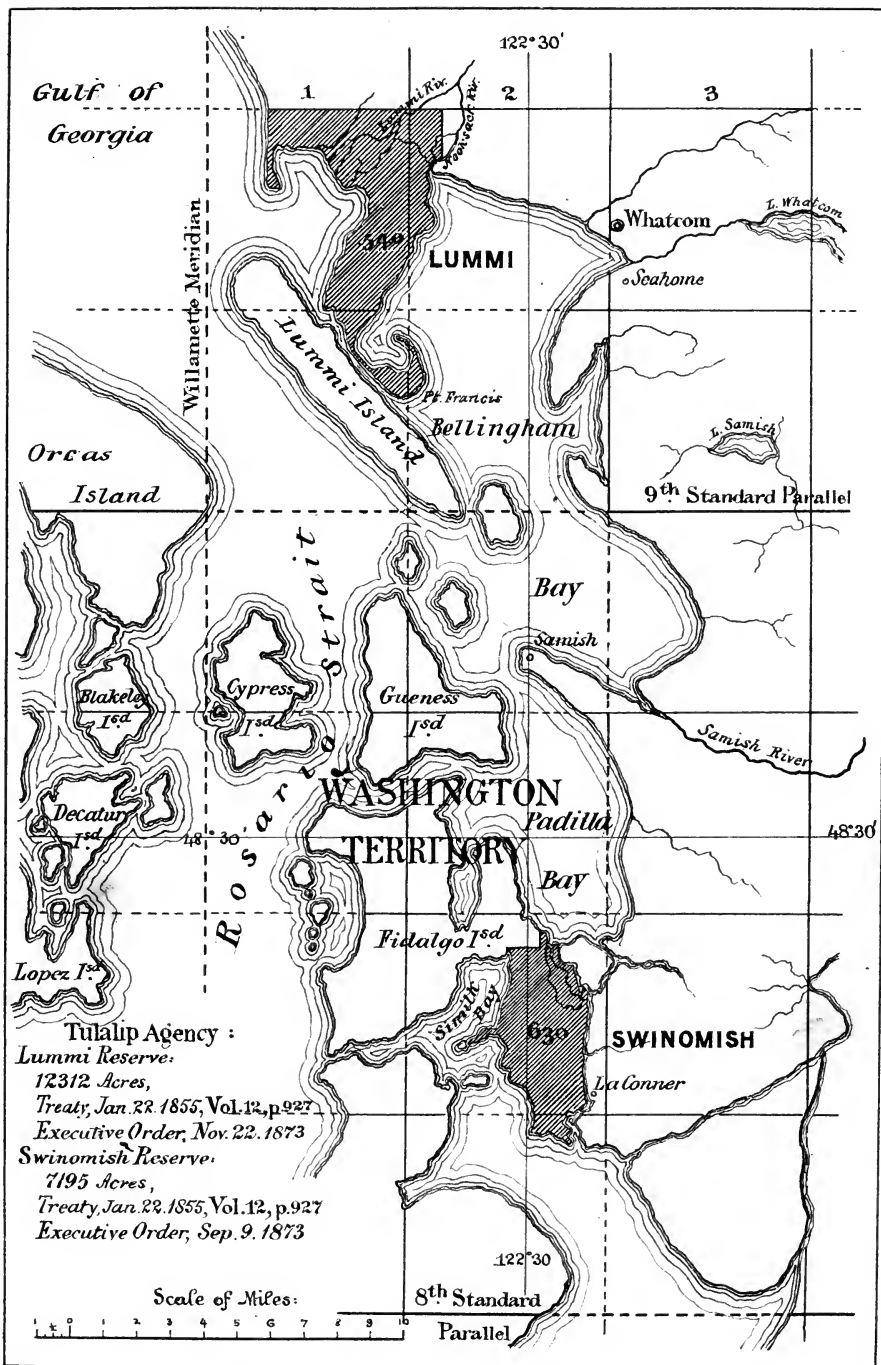 122°30'
Gulf of
Georgia
1
2
3
Lummi Riv.
Nooksack Riv.
L. Whatcom
Whatcom
Willamette Meridian
540
LUMMI
Seahome
Lummi Island
Pt. Francis
Bellingham
L. Samish
Orcas
Island
9th Standard Parallel
Bay
Samish
Rosario Strait
Blakeley
Isd
Cypress
Isd
Gueness
Isd
Samish River
WASHINGTON
TERRITORY
Decatur
Isd
Padilla
Bay
48°30'
48°30'
Fidalgo Isd
Lopez Isd
Similk
Bay
630
SWINOMISH
La Conner
Tulalip Agency:
Lummi Reserve:
12312 Acres,
Treaty, Jan. 22. 1855, Vol. 12, p. 927
Executive Order, Nov. 22. 1873
Swinomish Reserve:
7195 Acres,
Treaty, Jan. 22. 1855, Vol. 12, p. 927
Executive Order, Sep. 9. 1873
122°30
Scale of Miles:
8th Standard
Parallel
1 ½ 0 1 2 3 4 5 6 7 8 9 10